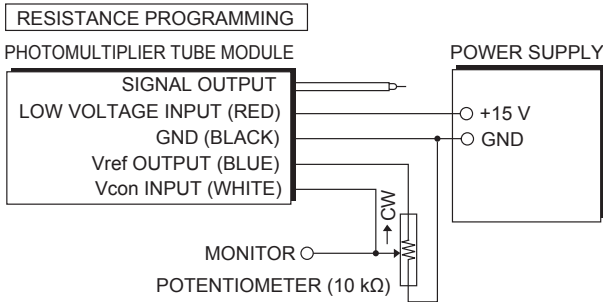 RESISTANCE PROGRAMMING
PHOTOMULTIPLIER TUBE MODULE
POWER SUPPLY
SIGNAL OUTPUT
LOW VOLTAGE INPUT (RED)
+15 V
GND (BLACK)
GND
Vref OUTPUT (BLUE)
Vcon INPUT (WHITE)
CW
MONITOR
POTENTIOMETER (10 kΩ)